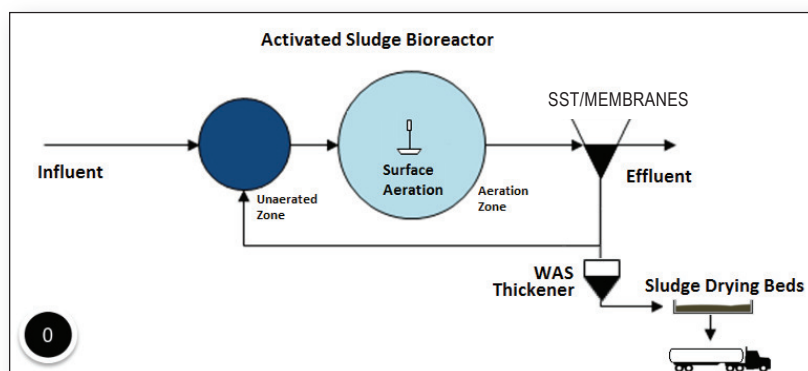 Activated Sludge Bioreactor
SST/MEMBRANES
Influent
Unaerated
Zone
Surface
Aeration
Aeration
Zone
Effluent
WAS
Thickener
Sludge Drying Beds
0